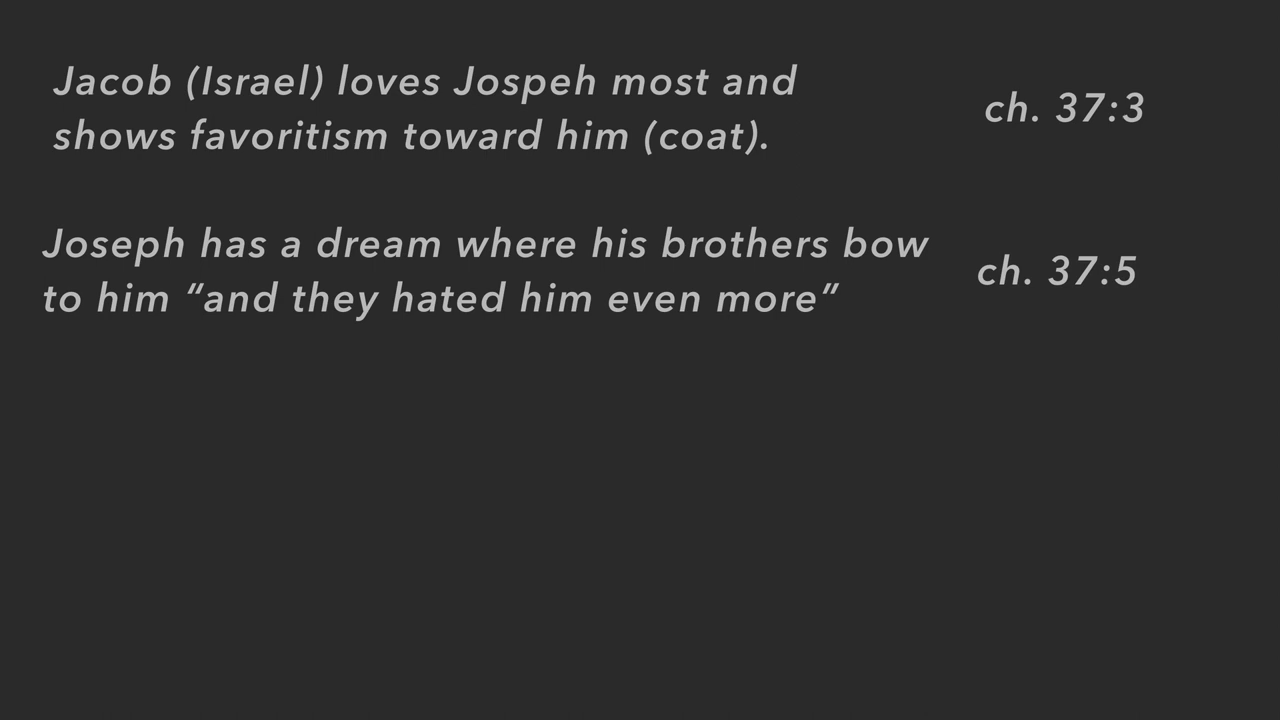 Jacob (Israel) loves Jospeh most and
shows favoritism toward him (coat).
ch. 37:3
Joseph has a dream where his brothers bow
to him “and they hated him even more”
ch. 37:5